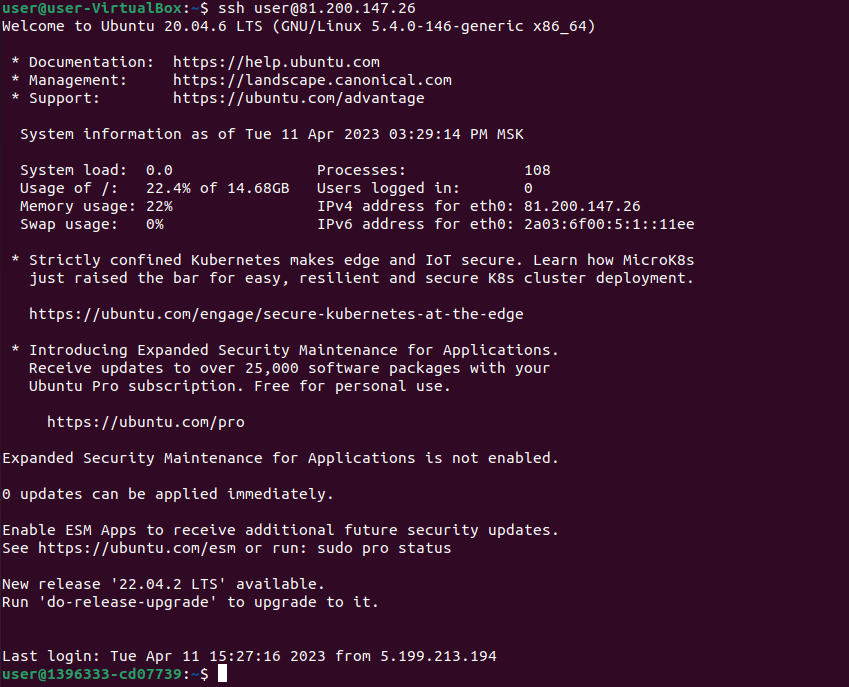 user@user-VirtualBox:~$ ssh user@81.200.147.26
Welcome to Ubuntu 20.04.6 LTS (GNU/Linux 5.4.0-146-generic x86_64)
* Documentation:  https://help.ubuntu.com
* Management:     https://landscape.canonical.com
* Support:        https://ubuntu.com/advantage
System information as of Tue 11 Apr 2023 03:29:14 PM MSK
System load:  0.0                Processes:             108
Usage of /:   22.4% of 14.68GB   Users logged in:       0
Memory usage: 22%                IPv4 address for eth0: 81.200.147.26
Swap usage:   0%                 IPv6 address for eth0: 2a03:6f00:5:1::11ee
* Strictly confined Kubernetes makes edge and IoT secure. Learn how MicroK8s
just raised the bar for easy, resilient and secure K8s cluster deployment.
https://ubuntu.com/engage/secure-kubernetes-at-the-edge
* Introducing Expanded Security Maintenance for Applications.
Receive updates to over 25,000 software packages with your
Ubuntu Pro subscription. Free for personal use.
https://ubuntu.com/pro
Expanded Security Maintenance for Applications is not enabled.
0 updates can be applied immediately.
Enable ESM Apps to receive additional future security updates.
See https://ubuntu.com/esm or run: sudo pro status
New release '22.04.2 LTS' available.
Run 'do-release-upgrade' to upgrade to it.
Last login: Tue Apr 11 15:27:16 2023 from 5.199.213.194
user@1396333-cd07739:~$